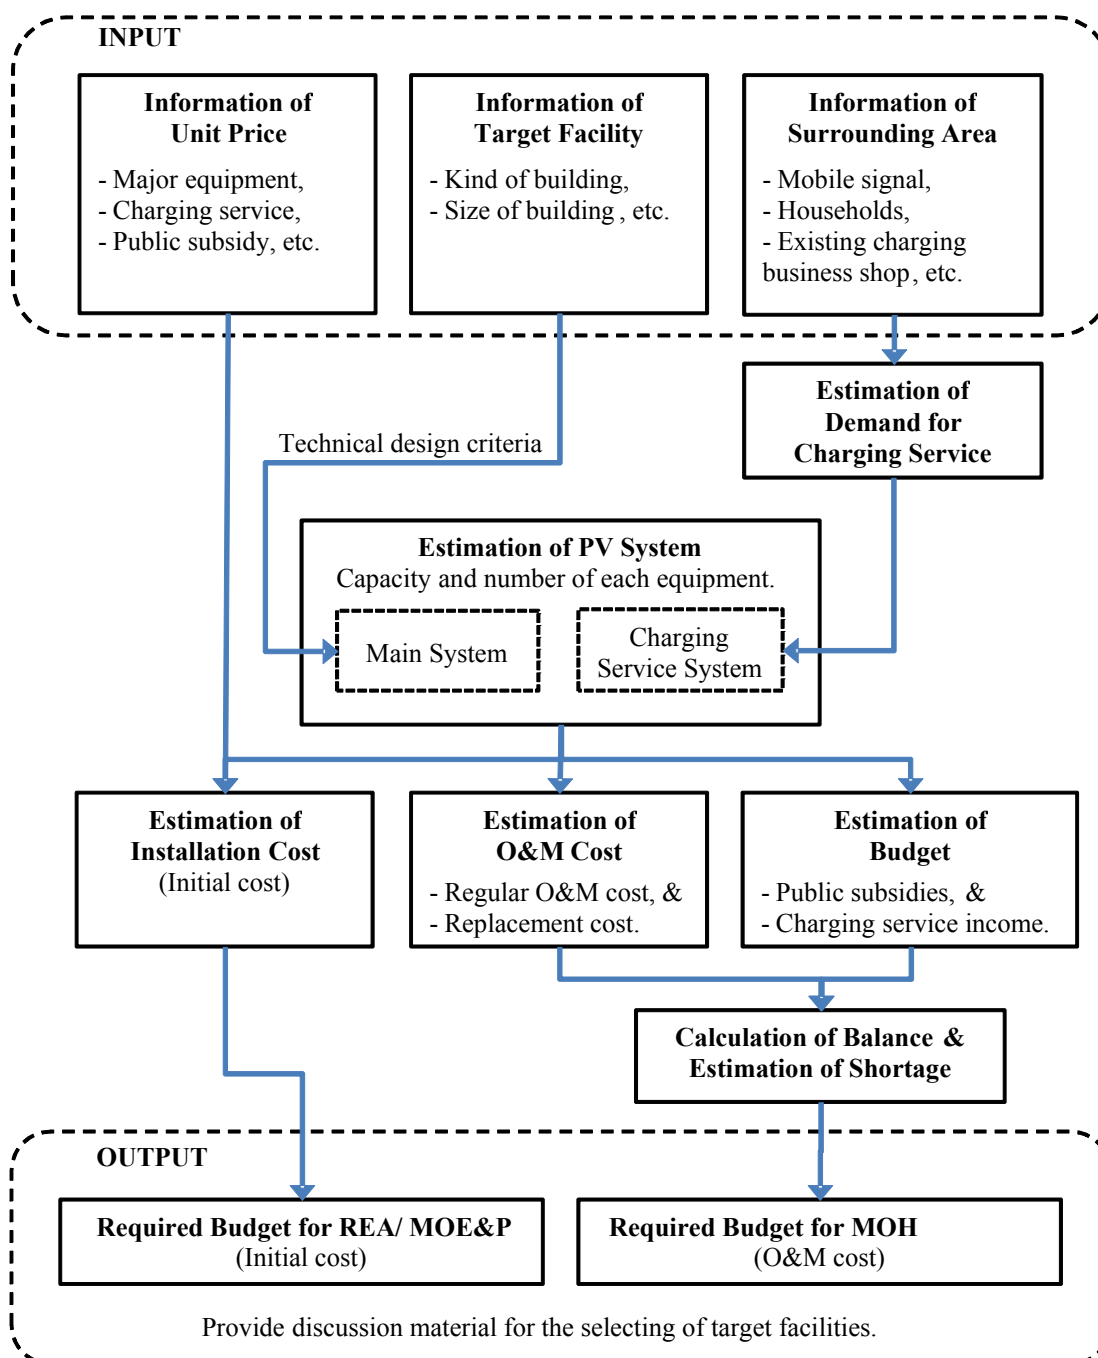 INPUT
Information of
Unit Price
- Major equipment,
- Charging service,
- Public subsidy, etc.
Information of
Target Facility
- Kind of building,
- Size of building, etc.
Information of
Surrounding Area
- Mobile signal,
- Households,
- Existing charging
business shop, etc.
Estimation of
Demand for
Charging Service
Technical design criteria
Estimation of PV System
Capacity and number of each equipment.
Main System
Charging
Service System
Estimation of
Installation Cost
(Initial cost)
Estimation of
O&M Cost
- Regular O&M cost, &
- Replacement cost.
Estimation of
Budget
- Public subsidies, &
- Charging service income.
Calculation of Balance &
Estimation of Shortage
OUTPUT
Required Budget for REA/ MOE&P
(Initial cost)
Required Budget for MOH
(O&M cost)
Provide discussion material for the selecting of target facilities.